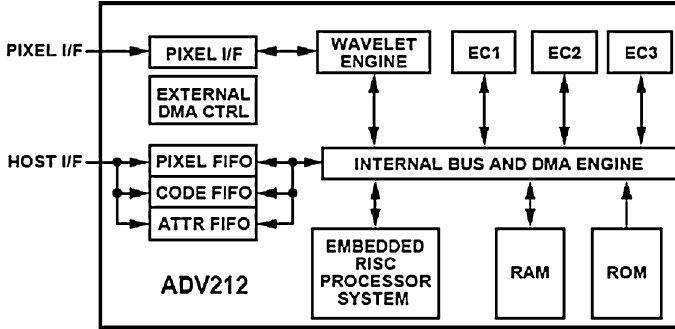 PIXEL I/F
PIXEL I/F
WAVELET
ENGINE
EC1
EC2
EC3
EXTERNAL
DMA CTRL
HOST I/F
PIXEL FIFO
CODE FIFO
ATTR FIFO
INTERNAL BUS AND DMA ENGINE
EMBEDDED
RISC
PROCESSOR
SYSTEM
RAM
ROM
ADV212